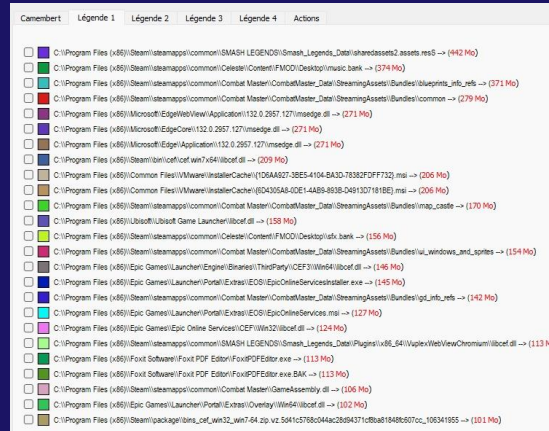 Camembert Légende 1 Légende 2 Légende 3 Légende 4 Actions
C:\\Program Files (x86)\\Steam\\steamapps\\common\\SMASH LEGENDS\\Smash_Legends_Data\\sharedassets2.assets.resS --> (442 Mo)
C:\\Program Files (x86)\\Steam\\steamapps\\common\\Celeste\\Content\\FMOD\\Desktop\\music.bank --> (374 Mo)
C:\\Program Files (x86)\\Steam\\steamapps\\common\\Combat Master\\CombatMaster_Data\\StreamingAssets\\Bundles\\blueprints_info_refs --> (371 Mo)
C:\\Program Files (x86)\\Steam\\steamapps\\common\\Combat Master\\CombatMaster_Data\\StreamingAssets\\Bundles\\common --> (279 Mo)
C:\\Program Files (x86)\\Microsoft\\EdgeWebView\\Application\\132.0.2957.127\\msedge.dll --> (271 Mo)
C:\\Program Files (x86)\\Microsoft\\EdgeCore\\132.0.2957.127\\msedge.dll --> (271 Mo)
C:\\Program Files (x86)\\Microsoft\\Edge\\Application\\132.0.2957.127\\msedge.dll --> (271 Mo)
C:\\Program Files (x86)\\Steam\\bin\\cef\\cef.win7x64\\libcef.dll --> (209 Mo)
C:\\Program Files (x86)\\Common Files\\VMware\\InstallerCache\\{1D6AA927-3BE5-4104-BA3D-78382FDFF732}.msi --> (206 Mo)
C:\\Program Files (x86)\\Common Files\\VMware\\InstallerCache\\{6D4305A8-0DE1-4AB9-893B-D4913D7181BE}.msi --> (206 Mo)
C:\\Program Files (x86)\\Steam\\steamapps\\common\\Combat Master\\CombatMaster_Data\\StreamingAssets\\Bundles\\map_castle --> (170 Mo)
C:\\Program Files (x86)\\Ubisoft\\Ubisoft Game Launcher\\libcef.dll --> (158 Mo)
C:\\Program Files (x86)\\Steam\\steamapps\\common\\Celeste\\Content\\FMOD\\Desktop\\sfx.bank --> (156 Mo)
C:\\Program Files (x86)\\Steam\\steamapps\\common\\Combat Master\\CombatMaster_Data\\StreamingAssets\\Bundles\\ui_windows_and_sprites --> (154 Mo)
C:\\Program Files (x86)\\Epic Games\\Launcher\\Engine\\Binaries\\ThirdParty\\CEF3\\Win64\\libcef.dll --> (146 Mo)
C:\\Program Files (x86)\\Epic Games\\Launcher\\Portal\\Extras\\EOS\\EpicOnlineServicesInstaller.exe --> (145 Mo)
C:\\Program Files (x86)\\Steam\\steamapps\\common\\Combat Master\\CombatMaster_Data\\StreamingAssets\\Bundles\\gd_info_refs --> (142 Mo)
C:\\Program Files (x86)\\Epic Games\\Launcher\\Portal\\Extras\\EOS\\EpicOnlineServices.msi --> (127 Mo)
C:\\Program Files (x86)\\Epic Games\\Epic Online Services\\CEF\\Win32\\libcef.dll --> (124 Mo)
C:\\Program Files (x86)\\Steam\\steamapps\\common\\SMASH LEGENDS\\Smash_Legends_Data\\Plugins\\x86_64\\VuplexWebViewChromium\\libcef.dll --> (113 M
C:\\Program Files (x86)\\Foxit Software\\Foxit PDF Editor\\FoxitPDFEditor.exe --> (113 Mo)
C:\\Program Files (x86)\\Foxit Software\\Foxit PDF Editor\\FoxitPDFEditor.exe.BAK --> (113 Mo)
C:\\Program Files (x86)\\Steam\\steamapps\\common\\Combat Master\\GameAssembly.dll --> (106 Mo)
C:\\Program Files (x86)\\Epic Games\\Launcher\\Portal\\Extras\\Overlay\\Win64\\libcef.dll --> (102 Mo)
C:\\Program Files (x86)\\Steam\\package\\bins_cef_win32_win7-64.zip.vz.5d41c5768c044ac28d94371cf8ba81848fc607cc_106341955 --> (101 Mo)